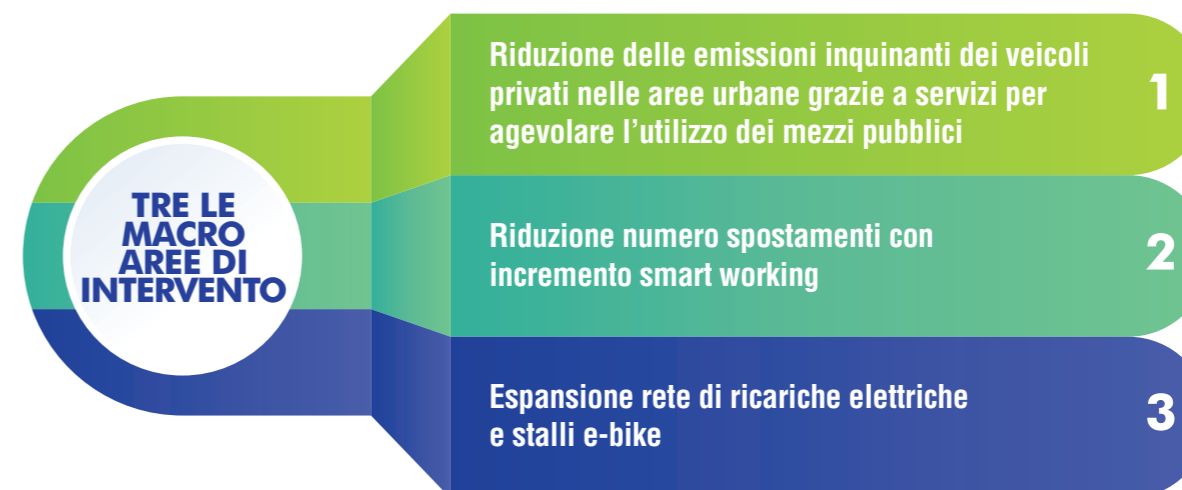 TRE LE
MACRO
AREE DI
INTERVENTO
Riduzione delle emissioni inquinanti dei veicoli
privati nelle aree urbane grazie a servizi per
agevolare l’utilizzo dei mezzi pubblici
1
Riduzione numero spostamenti con
incremento smart working
2
Espansione rete di ricariche elettriche
e stalli e-bike
3